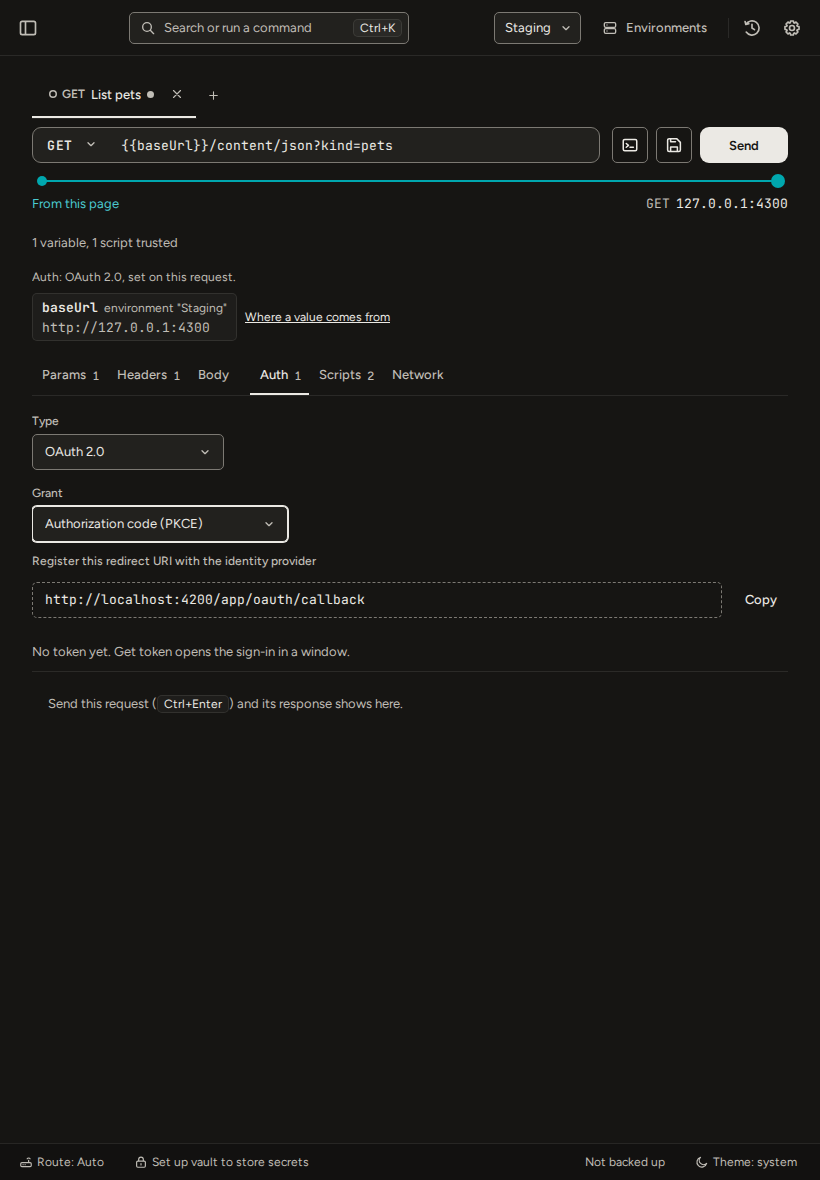 Search or run a command Ctrl+K Staging Environments
GET List pets
GET {{baseUrl}}/content/json?kind=pets Send
From this page GET 127.0.0.1:4300
1 variable, 1 script trusted
Auth: OAuth 2.0, set on this request.
baseUrl environment "Staging"
http://127.0.0.1:4300
Where a value comes from
Params 1 Headers 1 Body Auth 1 Scripts 2 Network
Type
OAuth 2.0
Grant
Authorization code (PKCE)
Register this redirect URI with the identity provider
http://localhost:4200/app/oauth/callback Copy
No token yet. Get token opens the sign-in in a window.
Send this request (Ctrl+Enter) and its response shows here.
Route: Auto Set up vault to store secrets Not backed up Theme: system